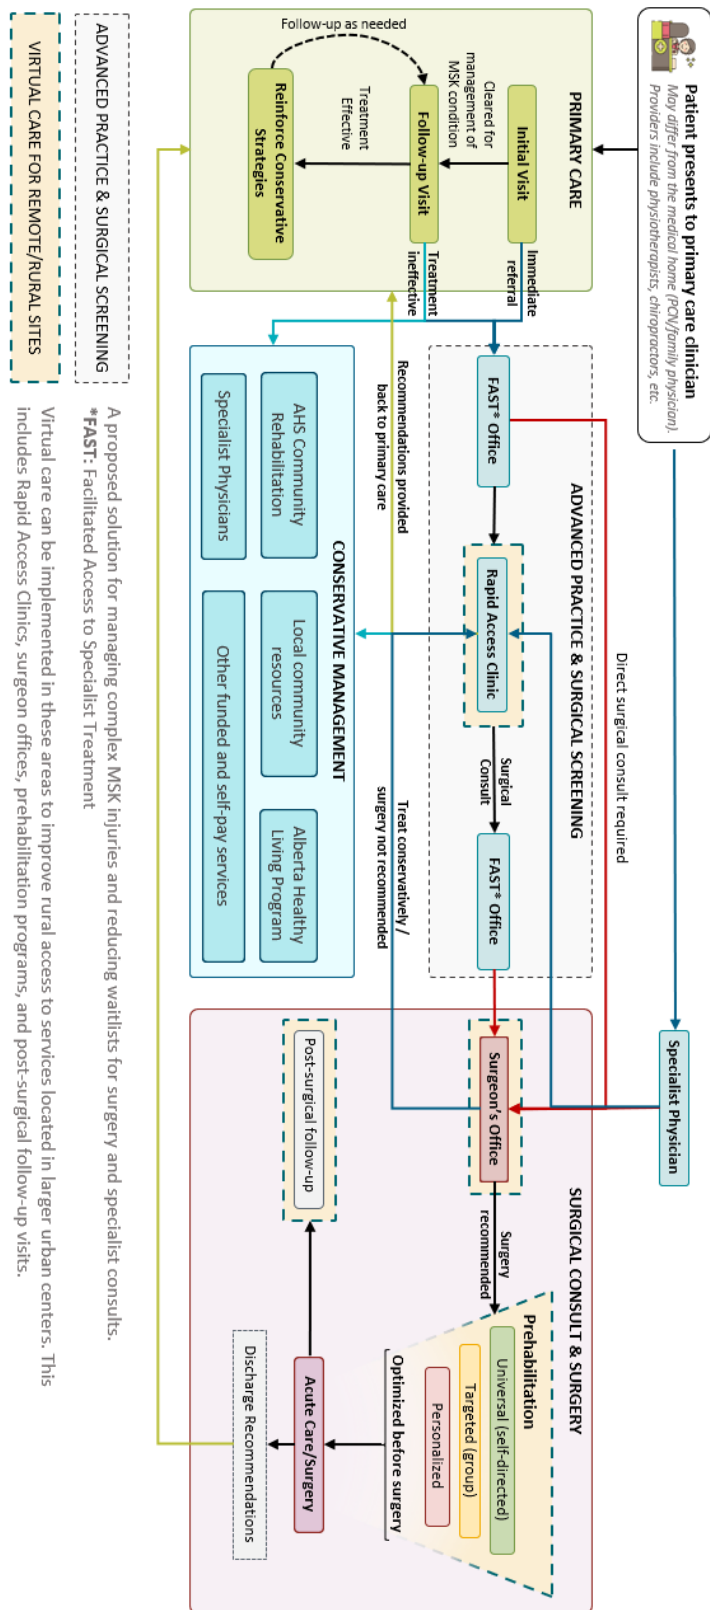 Patient presents to primary care clinician
May differ from the medical home (PCN/family physician).
Providers include physiotherapists, chiropractors, etc.
Specialist Physician
PRIMARY CARE
Initial Visit
Immediate
referral
Cleared for
management of
MSK condition
Follow-up Visit
Treatment
ineffective
Treatment
Effective
Follow-up as needed
Reinforce Conservative
Strategies
Direct surgical consult required
ADVANCED PRACTICE & SURGICAL SCREENING
FAST* Office
Rapid Access Clinic
Surgical
Consult
FAST* Office
Recommendations provided
back to primary care
Treat conservatively /
surgery not recommended
CONSERVATIVE MANAGEMENT
AHS Community
Rehabilitation
Local community
resources
Alberta Healthy
Living Program
Specialist Physicians
Other funded and self-pay services
SURGICAL CONSULT & SURGERY
Surgeon's Office
Surgery
recommended
Prehabilitation
Universal (self-directed)
Targeted (group)
Personalized
Optimized before surgery
Acute Care/Surgery
Post-surgical follow-up
Discharge Recommendations
ADVANCED PRACTICE & SURGICAL SCREENING
A proposed solution for managing complex MSK injuries and reducing waitlists for surgery and specialist consults.
*FAST: Facilitated Access to Specialist Treatment
VIRTUAL CARE FOR REMOTE/RURAL SITES
Virtual care can be implemented in these areas to improve rural access to services located in larger urban centers. This
includes Rapid Access Clinics, surgeon offices, prehabilitation programs, and post-surgical follow-up visits.